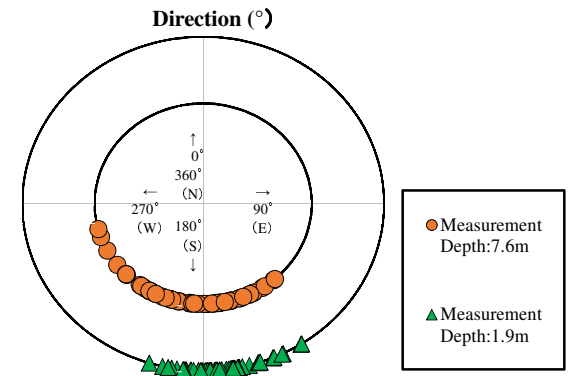 Direction (°)
↑
0°
360°
(N)
← →
270° 90°
(W) 180° (E)
(S)
↓
Measurement
Depth:7.6m
Measurement
Depth:1.9m